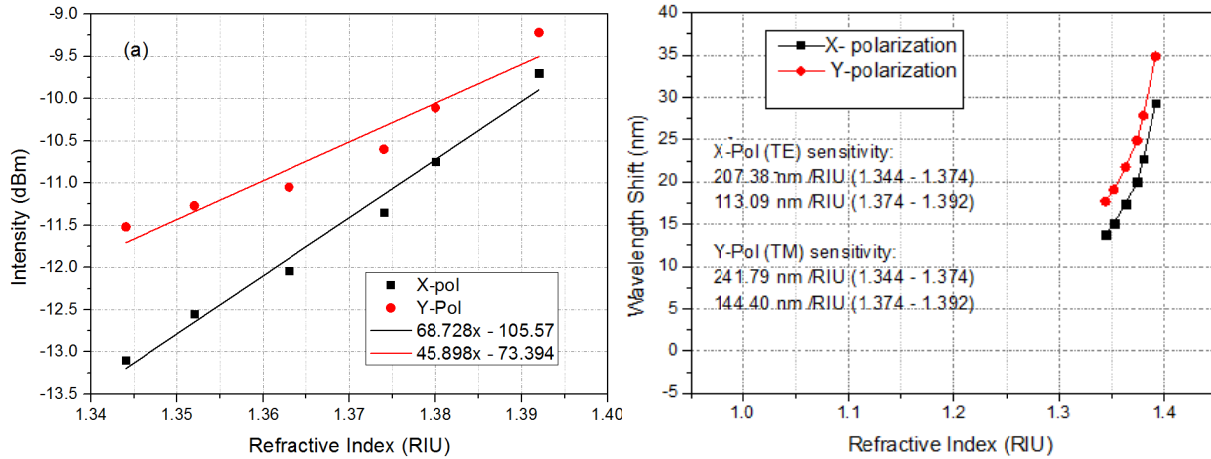 (a)
Intensity (dBm)
-9.0
-9.5
-10.0
-10.5
-11.0
-11.5
-12.0
-12.5
-13.0
-13.5
X-pol
Y-Pol
68.728x - 105.57
45.898x - 73.394
1.34 1.35 1.36 1.37 1.38 1.39 1.40
Refractive Index (RIU)
Wavelength Shift (nm)
40
35
30
25
20
15
10
5
0
-5
X- polarization
Y-polarization
X-Pol (TE) sensitivity:
207.38 nm /RIU (1.344 - 1.374)
113.09 nm /RIU (1.374 - 1.392)
Y-Pol (TM) sensitivity:
241.79 nm /RIU (1.344 - 1.374)
144.40 nm /RIU (1.374 - 1.392)
1.0 1.1 1.2 1.3 1.4
Refractive Index (RIU)